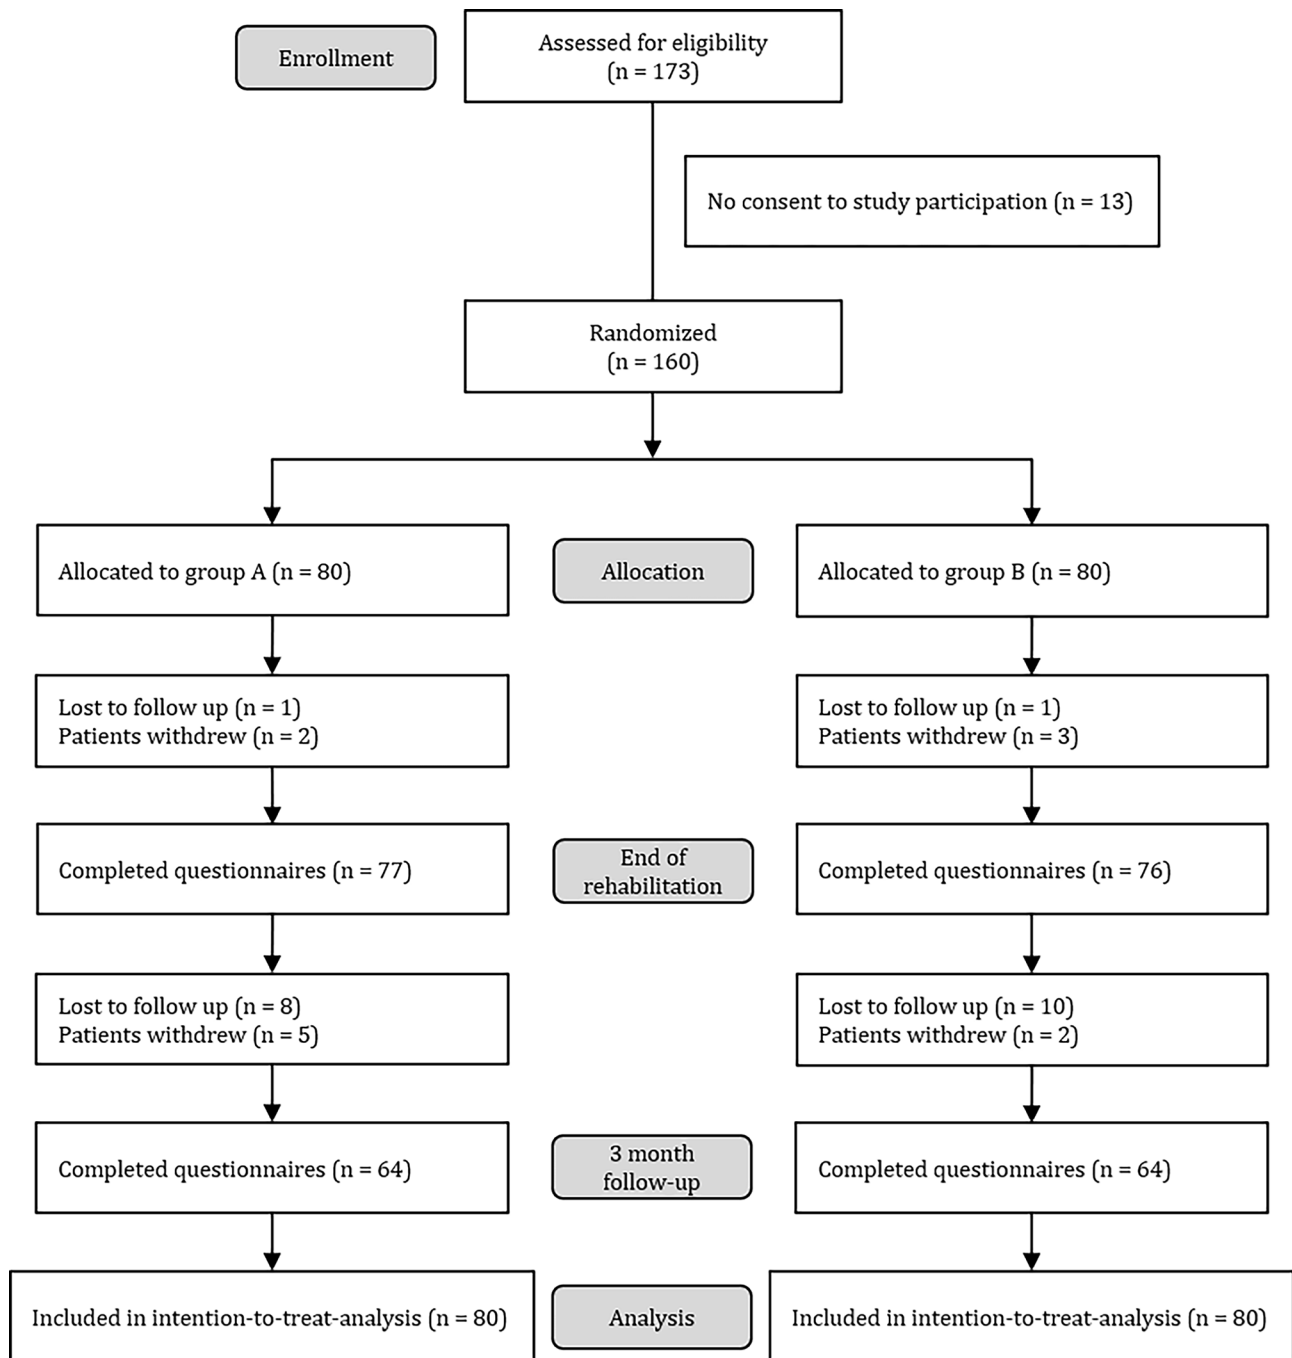 Enrollment
Assessed for eligibility
(n = 173)
No consent to study participation (n = 13)
Randomized
(n = 160)
Allocated to group A (n = 80)
Allocation
Allocated to group B (n = 80)
Lost to follow up (n = 1)
Patients withdrew (n = 2)
Lost to follow up (n = 1)
Patients withdrew (n = 3)
Completed questionnaires (n = 77)
End of
rehabilitation
Completed questionnaires (n = 76)
Lost to follow up (n = 8)
Patients withdrew (n = 5)
Lost to follow up (n = 10)
Patients withdrew (n = 2)
Completed questionnaires (n = 64)
3 month
follow-up
Completed questionnaires (n = 64)
Included in intention-to-treat-analysis (n = 80)
Analysis
Included in intention-to-treat-analysis (n = 80)